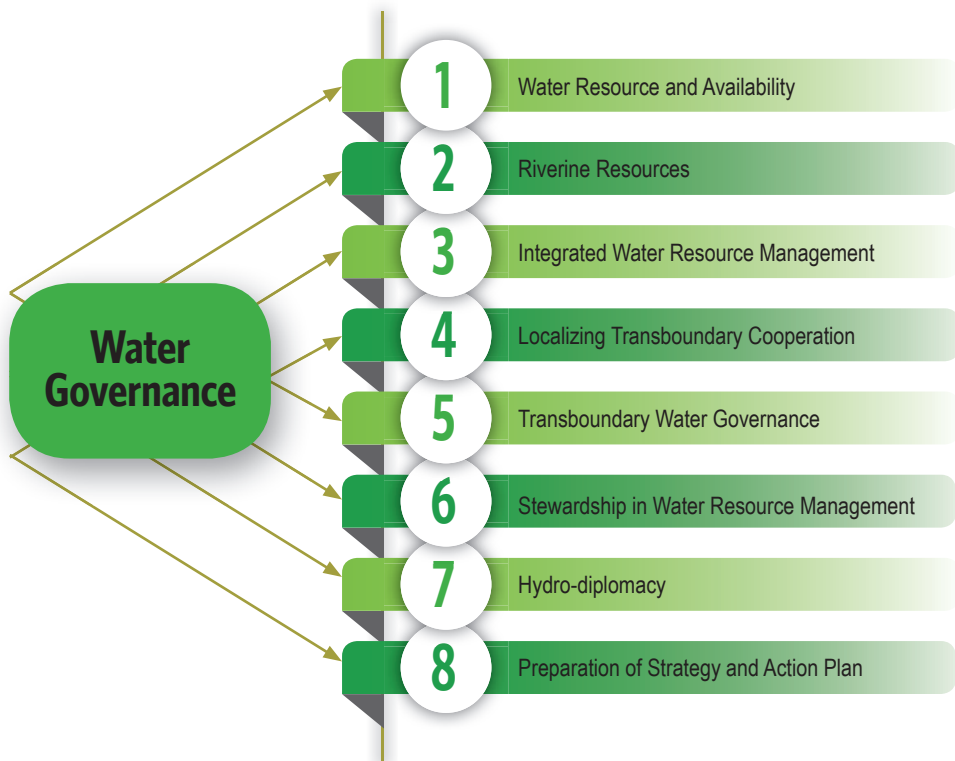 1
Water Resource and Availability
2
Riverine Resources
3
Integrated Water Resource Management
Water
Governance
4
Localizing Transboundary Cooperation
5
Transboundary Water Governance
6
Stewardship in Water Resource Management
7
Hydro-diplomacy
8
Preparation of Strategy and Action Plan